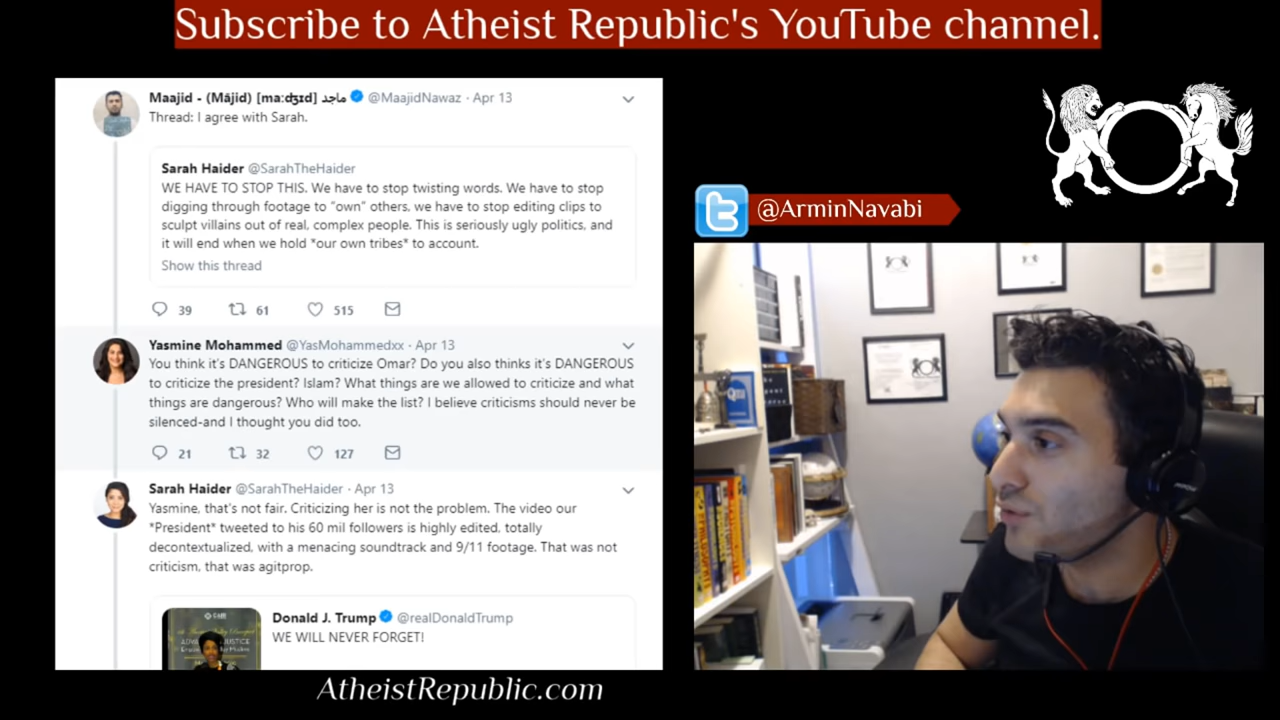 Subscribe to Atheist Republic's YouTube channel.
Maajid - (Mājid) [maːʤɪd] ماجد @MaajidNawaz · Apr 13
Thread: I agree with Sarah.
Sarah Haider @SarahTheHaider
WE HAVE TO STOP THIS. We have to stop twisting words. We have to stop
digging through footage to "own" others, we have to stop editing clips to
sculpt villains out of real, complex people. This is seriously ugly politics, and
it will end when we hold *our own tribes* to account.
Show this thread
39 61 515
Yasmine Mohammed @YasMohammedxx · Apr 13
You think it's DANGEROUS to criticize Omar? Do you also thinks it's DANGEROUS
to criticize the president? Islam? What things are we allowed to criticize and what
things are dangerous? Who will make the list? I believe criticisms should never be
silenced-and I thought you did too.
21 32 127
Sarah Haider @SarahTheHaider · Apr 13
Yasmine, that's not fair. Criticizing her is not the problem. The video our
*President* tweeted to his 60 mil followers is highly edited, totally
decontextualized, with a menacing soundtrack and 9/11 footage. That was not
criticism, that was agitprop.
Donald J. Trump @realDonaldTrump
WE WILL NEVER FORGET!
@ArminNavabi
AtheistRepublic.com